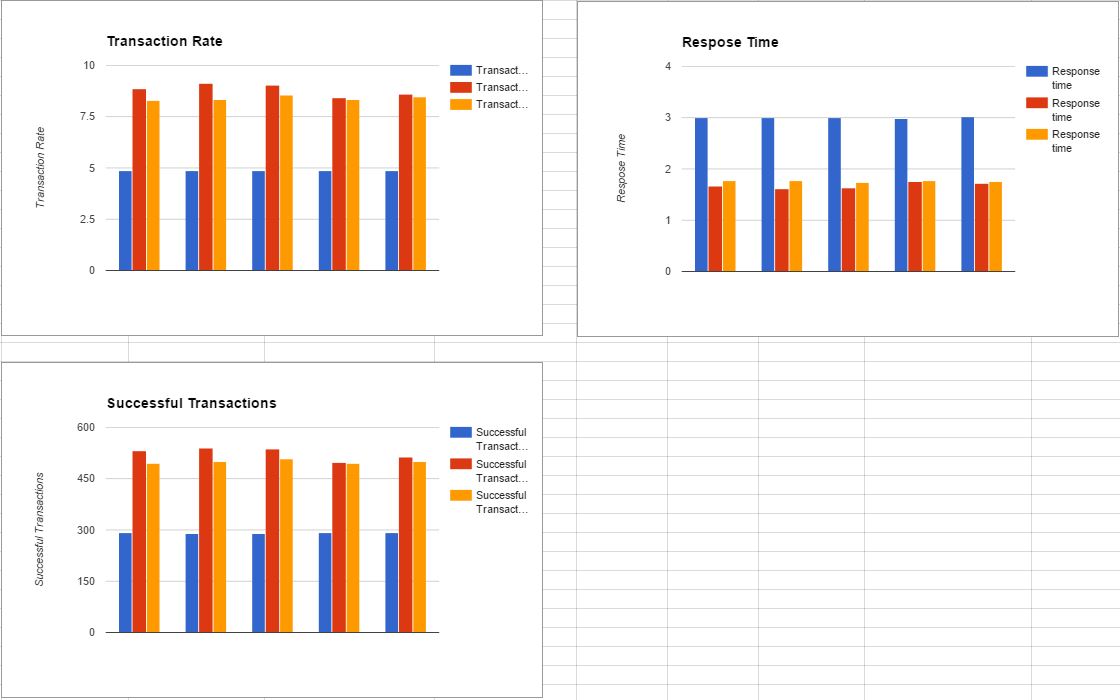 Transaction Rate
10
7.5
5
2.5
0
Transaction Rate
Transact...
Transact...
Transact...
Respose Time
4
3
2
1
0
Respose Time
Response
time
Response
time
Response
time
Successful Transactions
600
450
300
150
0
Successful Transactions
Successful
Transact...
Successful
Transact...
Successful
Transact...